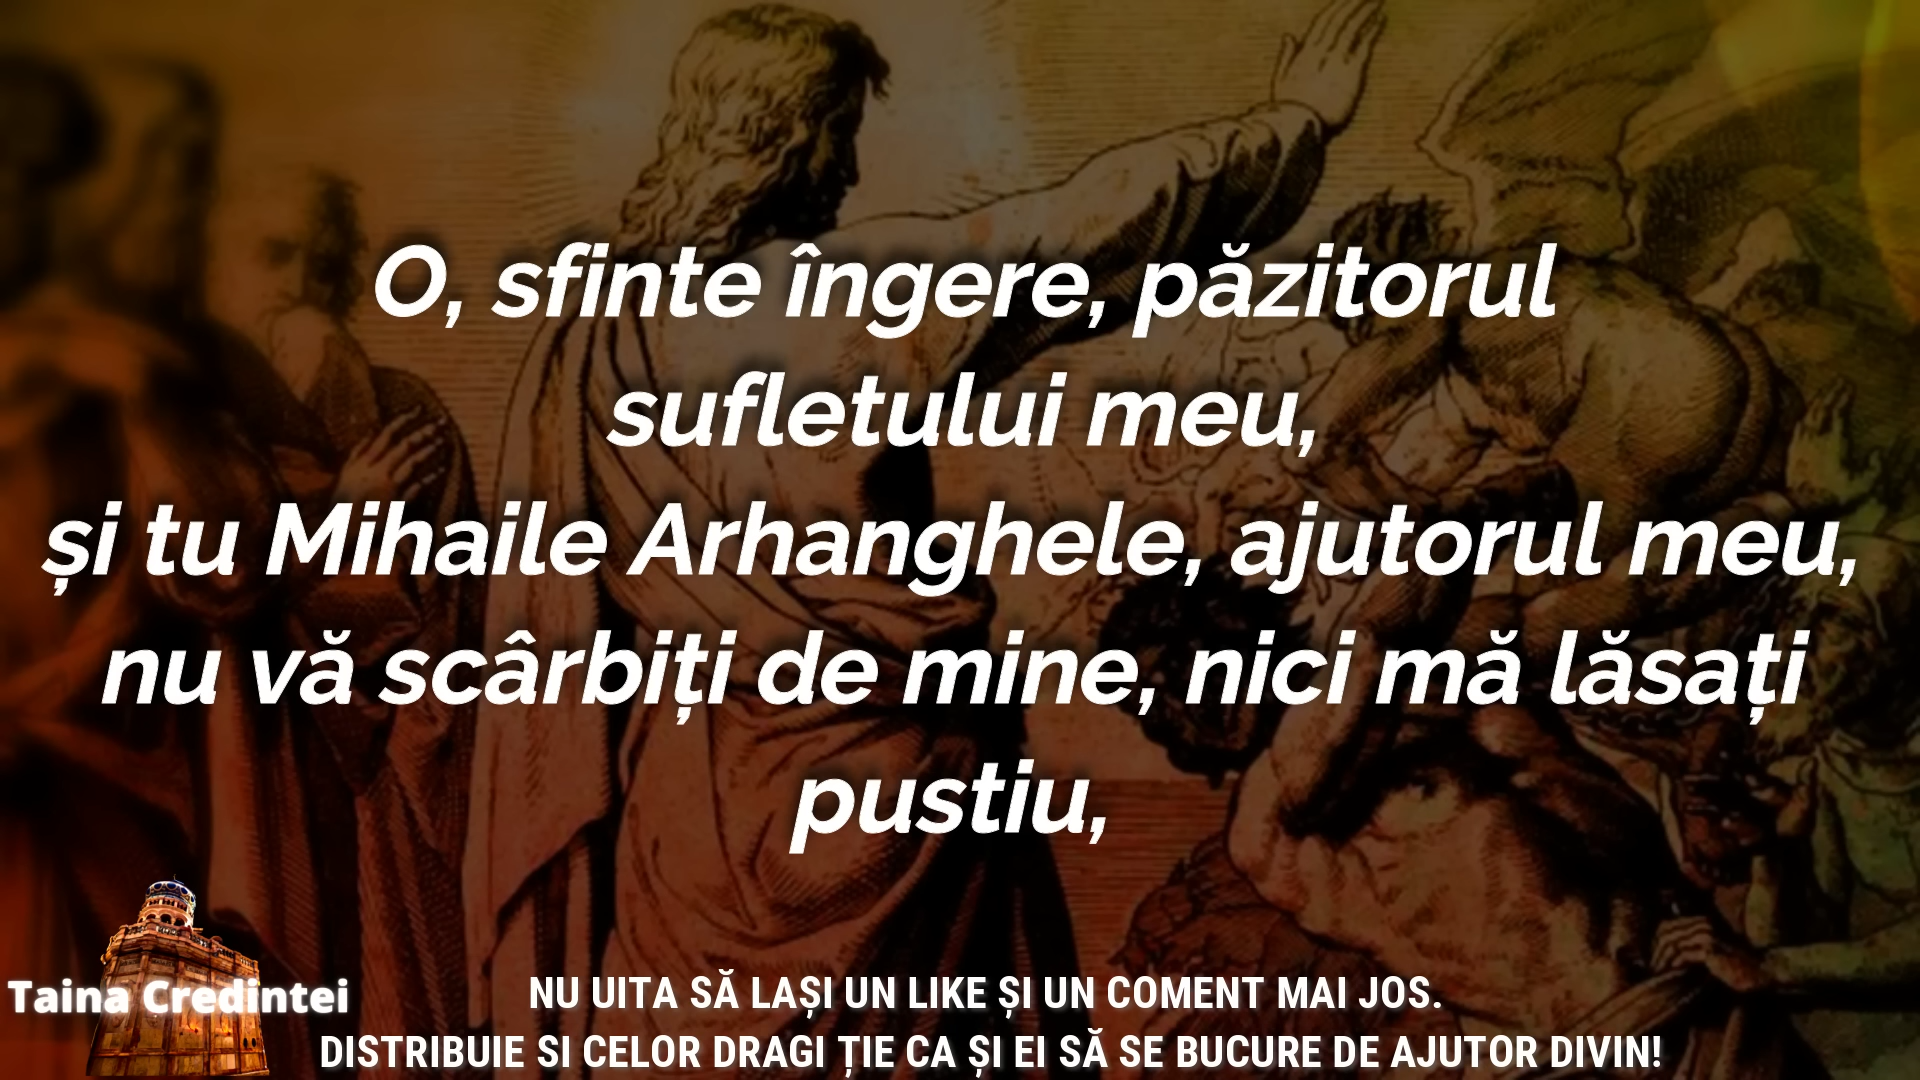 O, sfinte îngere, păzitorul
sufletului meu,
și tu Mihaile Arhanghele, ajutorul meu,
nu vă scârbiți de mine, nici mă lăsați
pustiu,
Taina Credintei
NU UITA SĂ LAȘI UN LIKE ȘI UN COMENT MAI JOS.
DISTRIBUIE SI CELOR DRAGI ȚIE CA ȘI EI SĂ SE BUCURE DE AJUTOR DIVIN!